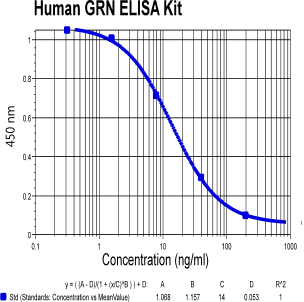 Human GRN ELISA Kit
450 nm
1
0.8
0.6
0.4
0.2
0
0.1 1 10 100 1000
Concentration (ng/ml)
y = ( (A - D)/(1 + (x/C)^B ) ) + D: A B C D R^2
Std (Standards: Concentration vs MeanValue) 1.068 1.157 14 0.053 1